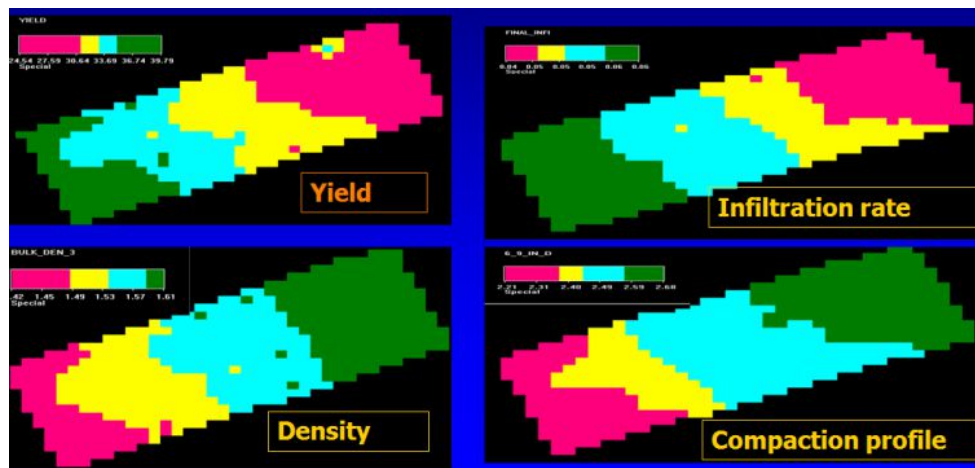 YIELD
24.54 27.59 30.64 33.69 36.74 39.79
Special
Yield
FINAL_INFI
0.04 0.05 0.05 0.05 0.06 0.06
Special
Infiltration rate
BULK_DEN_3
.42 1.45 1.49 1.53 1.57 1.61
Special
Density
6_9_IN_D
2.21 2.31 2.40 2.49 2.59 2.68
Special
Compaction profile